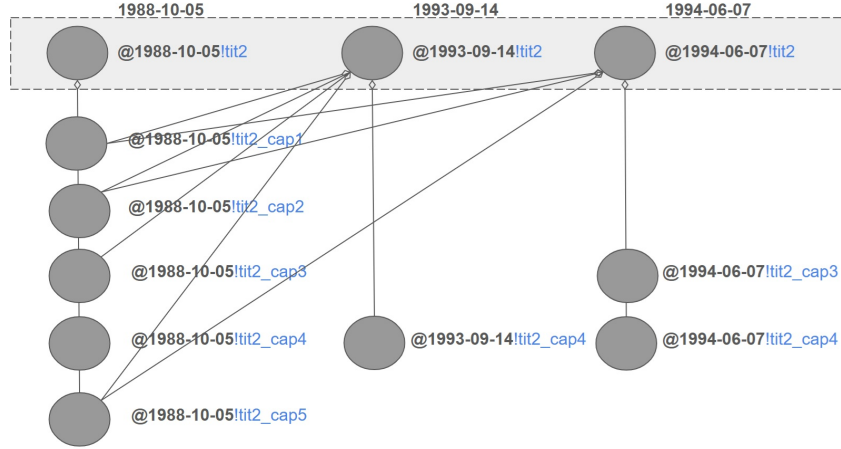 1988-10-05 1993-09-14 1994-06-07
@1988-10-05!tit2 @1993-09-14!tit2 @1994-06-07!tit2
@1988-10-05!tit2_cap1
@1988-10-05!tit2_cap2
@1988-10-05!tit2_cap3 @1994-06-07!tit2_cap3
@1988-10-05!tit2_cap4 @1993-09-14!tit2_cap4 @1994-06-07!tit2_cap4
@1988-10-05!tit2_cap5